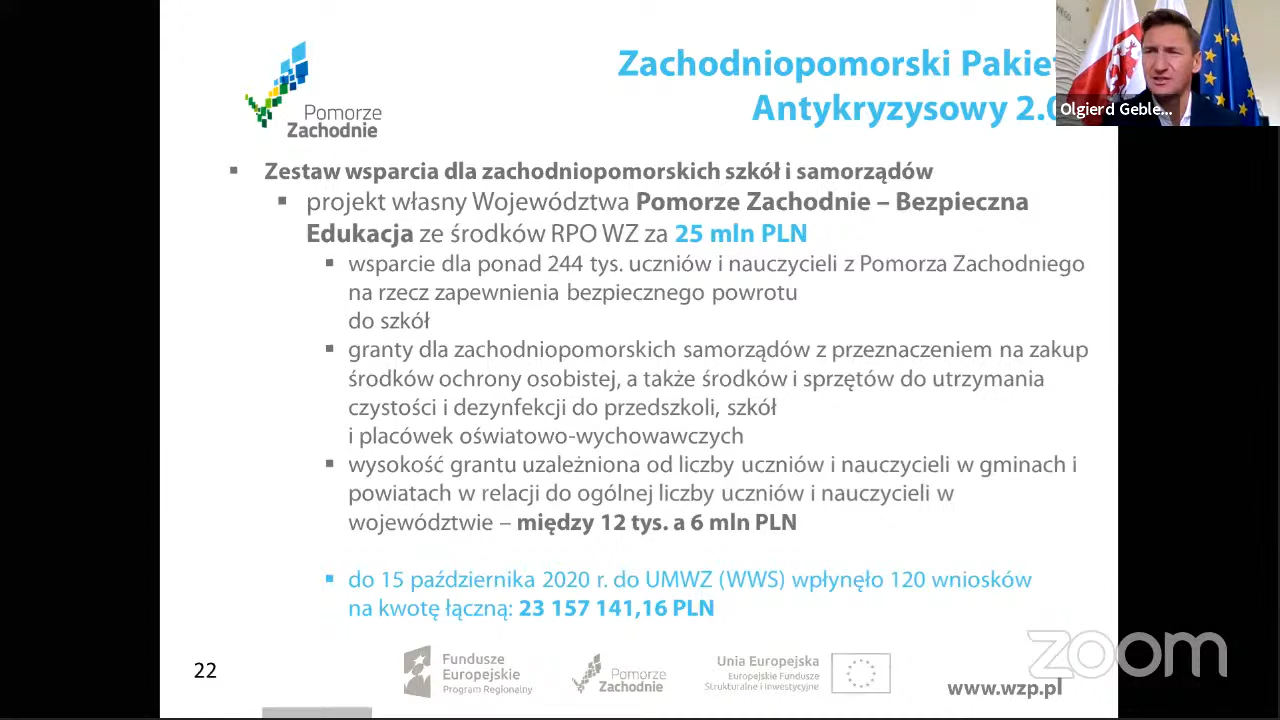 Zachodniopomorski Pakiet
Antykryzysowy 2.0
Olgierd Geble...
Pomorze
Zachodnie
▪ Zestaw wsparcia dla zachodniopomorskich szkół i samorządów
▪ projekt własny Województwa Pomorze Zachodnie – Bezpieczna
Edukacja ze środków RPO WZ za 25 mln PLN
▪ wsparcie dla ponad 244 tys. uczniów i nauczycieli z Pomorza Zachodniego
na rzecz zapewnienia bezpiecznego powrotu
do szkół
▪ granty dla zachodniopomorskich samorządów z przeznaczeniem na zakup
środków ochrony osobistej, a także środków i sprzętów do utrzymania
czystości i dezynfekcji do przedszkoli, szkół
i placówek oświatowo-wychowawczych
▪ wysokość grantu uzależniona od liczby uczniów i nauczycieli w gminach i
powiatach w relacji do ogólnej liczby uczniów i nauczycieli w
województwie – między 12 tys. a 6 mln PLN
▪ do 15 października 2020 r. do UMWZ (WWS) wpłynęło 120 wniosków
na kwotę łączną: 23 157 141,16 PLN
22
Fundusze
Europejskie
Program Regionalny
Pomorze
Zachodnie
Unia Europejska
Europejskie Fundusze
Strukturalne i Inwestycyjne
www.wzp.pl
zoom